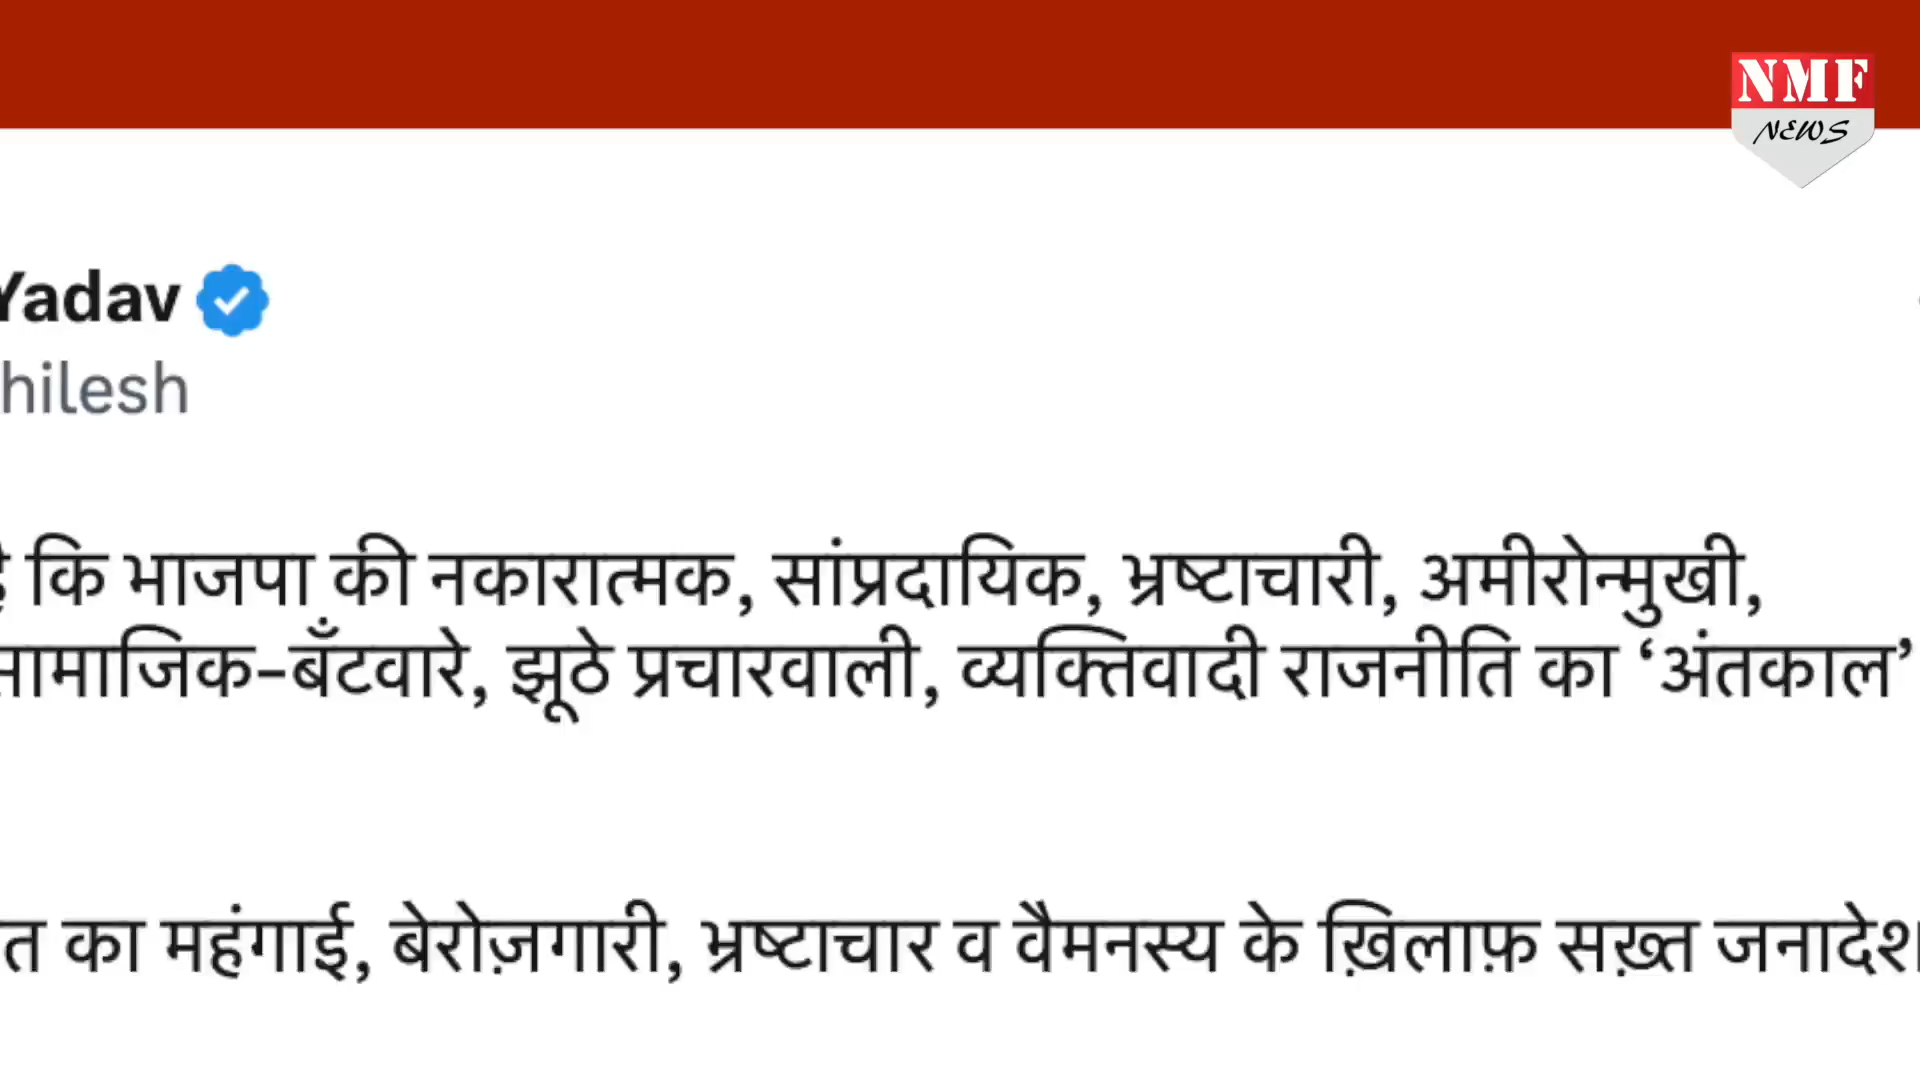 NMF
NEWS
Yadav
hilesh
कि भाजपा की नकारात्मक, सांप्रदायिक, भ्रष्टाचारी, अमीरोन्मुखी,
सामाजिक-बँटवारे, झूठे प्रचारवाली, व्यक्तिवादी राजनीति का ‘अंतकाल’
त का महंगाई, बेरोज़गारी, भ्रष्टाचार व वैमनस्य के ख़िलाफ़ सख़्त जनादेश